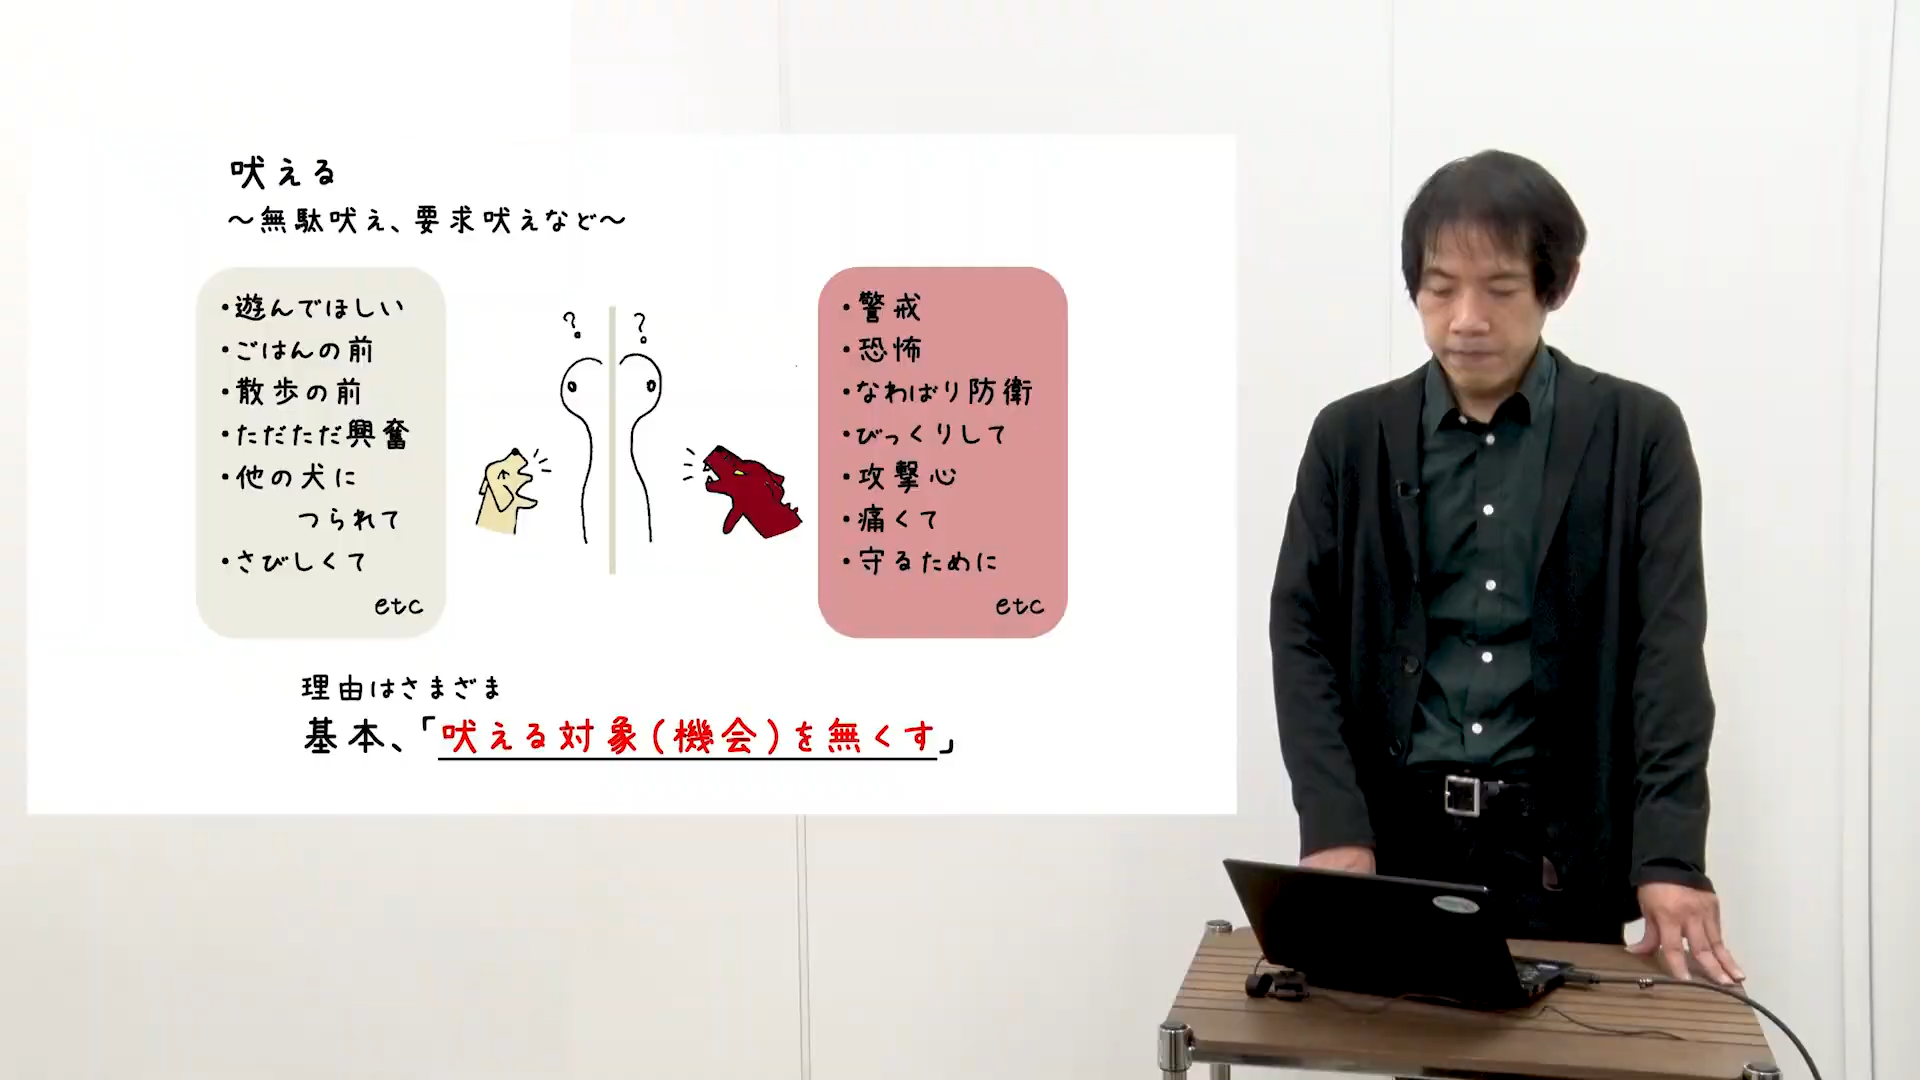 吠える
～無駄吠え、要求吠えなど～
・遊んでほしい
・ごはんの前
・散歩の前
・ただただ興奮
・他の犬に
つられて
・さびしくて
etc
? ?
・警戒
・恐怖
・なわばり防衛
・びっくりして
・攻撃心
・痛くて
・守るために
etc
理由はさまざま
基本、「吠える対象(機会)を無くす」